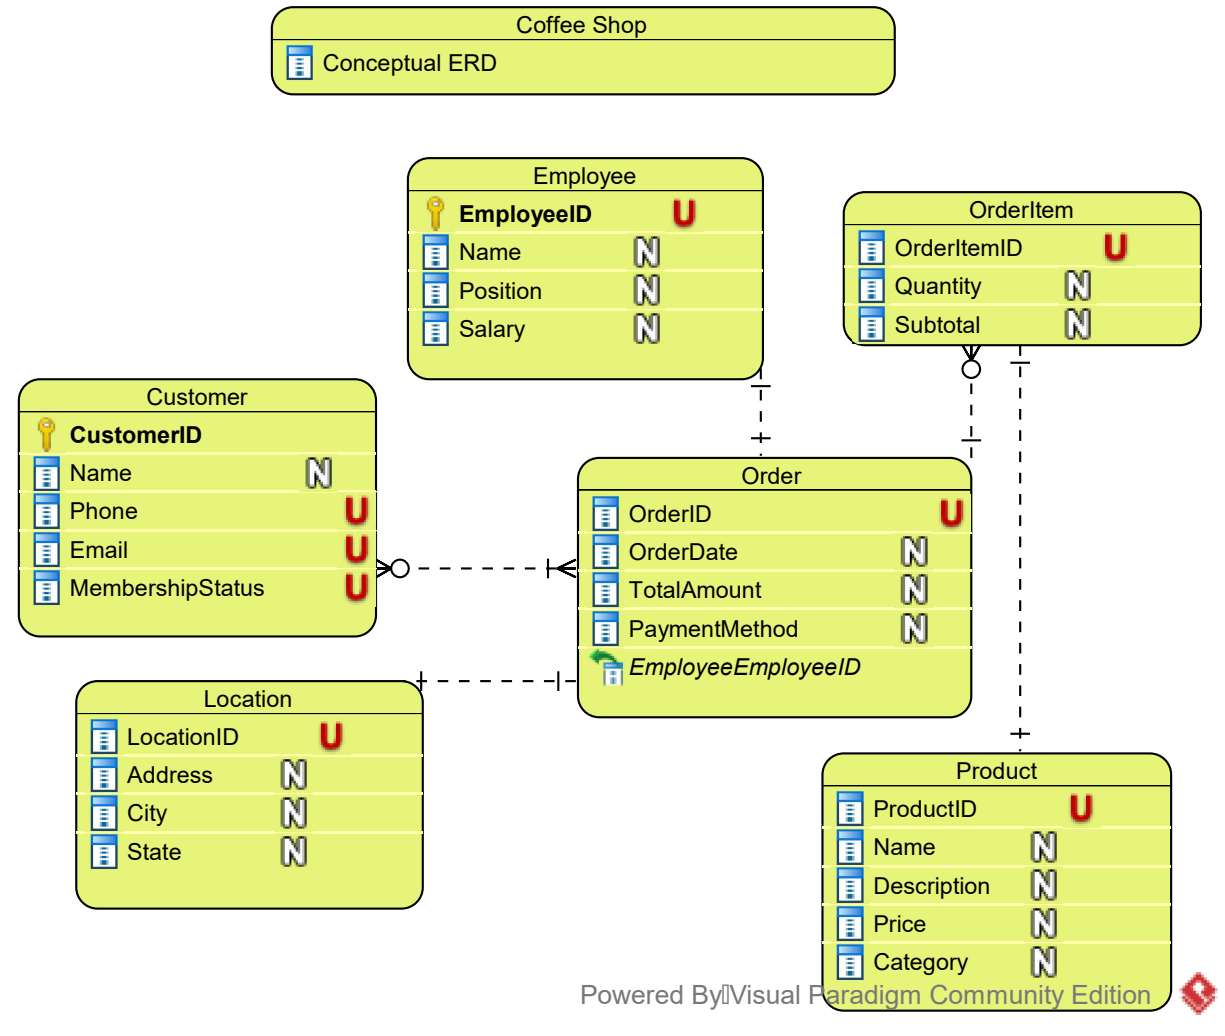 Coffee Shop
Conceptual ERD
Employee
EmployeeID U
Name N
Position N
Salary N
OrderItem
OrderItemID U
Quantity N
Subtotal N
Customer
CustomerID
Name N
Phone U
Email U
MembershipStatus U
Order
OrderID U
OrderDate N
TotalAmount N
PaymentMethod N
EmployeeEmployeeID
Location
LocationID U
Address N
City N
State N
Product
ProductID U
Name N
Description N
Price N
Category N
Powered By Visual Paradigm Community Edition